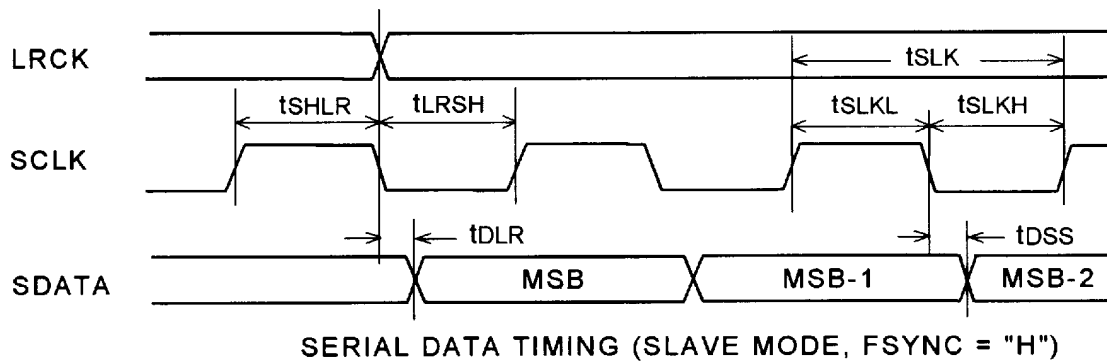 LRCK
tSLK
tSHLR tLRSH tSLKL tSLKH
SCLK
tDLR tDSS
SDATA MSB MSB-1 MSB-2
SERIAL DATA TIMING (SLAVE MODE, FSYNC = "H")